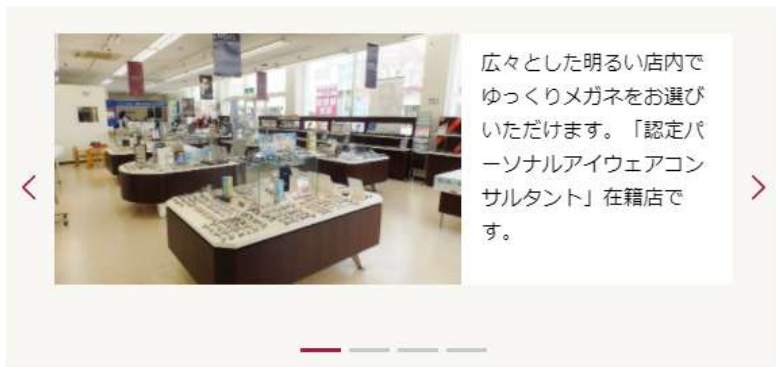 広々とした明るい店内で
ゆっくりメガネをお選び
いただけます。「認定パ
ーソナルアイウェアコン
サルタント」在籍店で
す。